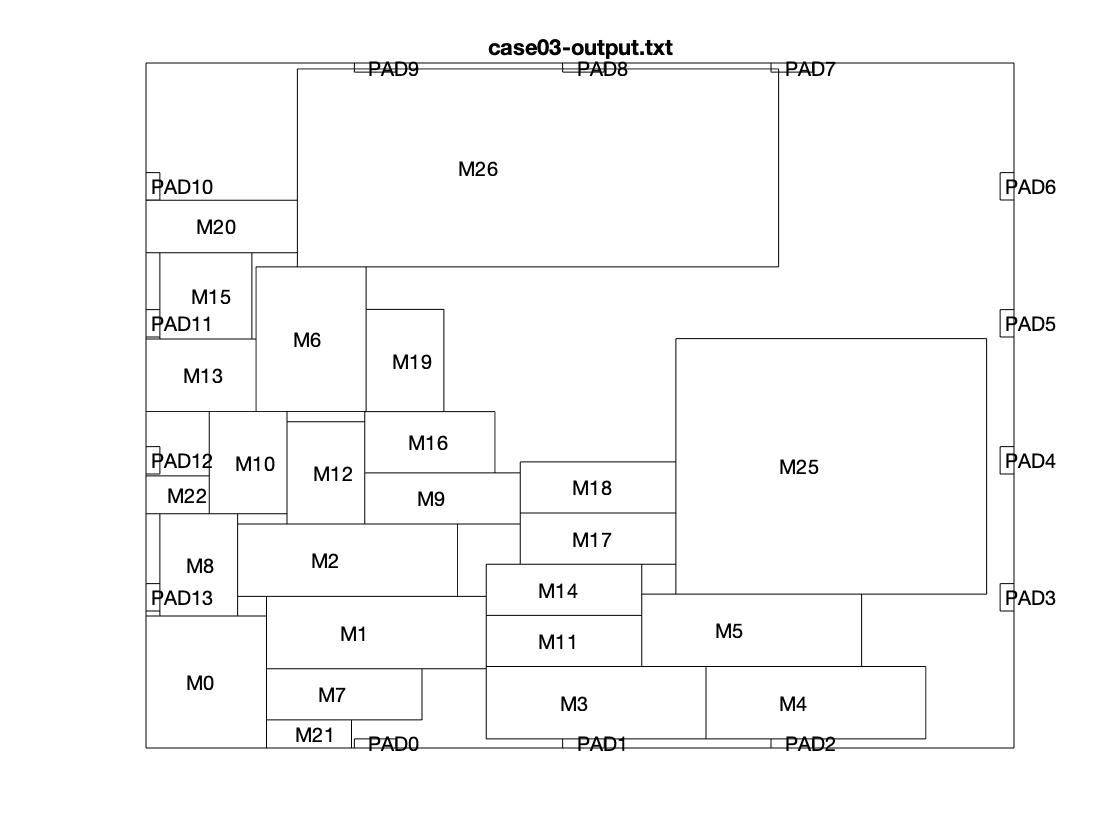 case03-output.txt
PAD9 PAD8 PAD7
M26
PAD10 PAD6
M20
M15
PAD11 PAD5
M6
M19
M13
M16
PAD12 M10 PAD4
M25
M12
M18
M22 M9
M17
M2
M8
M14
PAD13 PAD3
M1 M5
M11
M0
M7
M3 M4
M21
PAD0 PAD1 PAD2